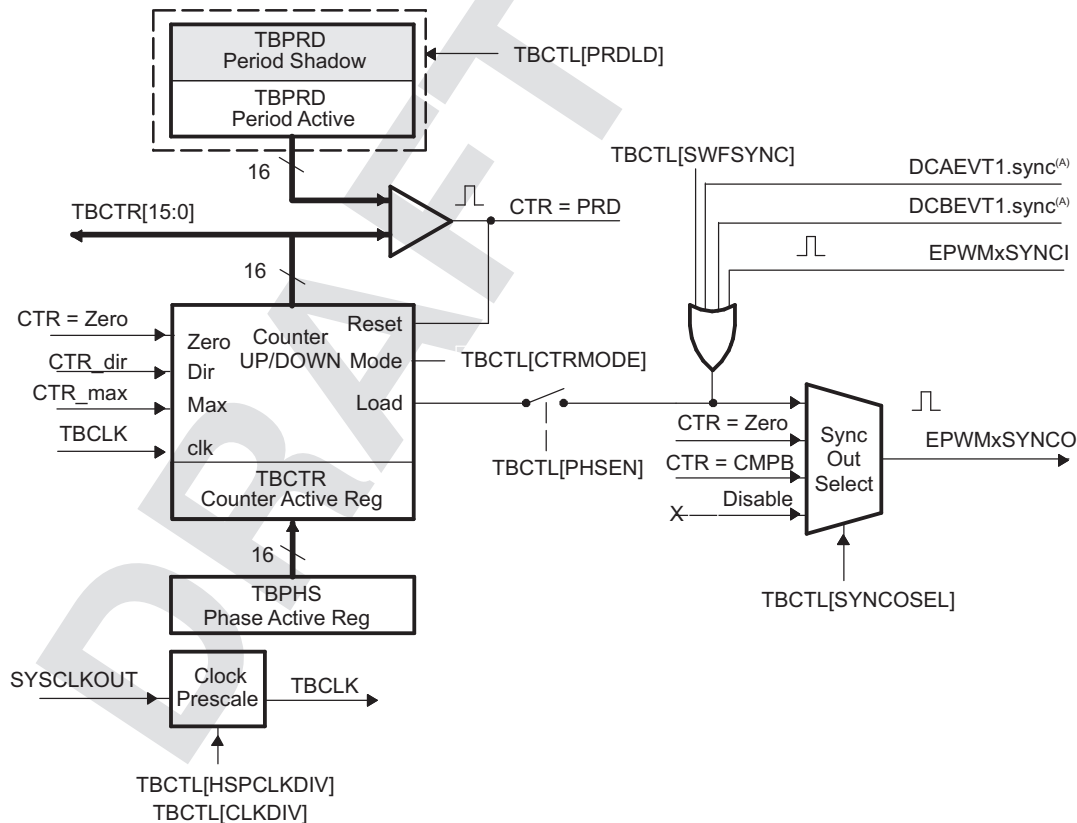 TBPRD
Period Shadow
TBPRD
Period Active
TBCTL[PRDLD]
16
TBCTR[15:0]
CTR = PRD
TBCTL[SWFSYNC]
DCAEVT1.sync(A)
DCBEVT1.sync(A)
EPWMxSYNCI
16
CTR = Zero
CTR_dir
CTR_max
TBCLK
Zero
Dir
Max
clk
Counter
UP/DOWN
Reset
Mode
Load
TBCTL[CTRMODE]
TBCTR
Counter Active Reg
TBCTL[PHSEN]
CTR = Zero
CTR = CMPB
Disable
X
Sync
Out
Select
EPWMxSYNCO
TBCTL[SYNCOSEL]
16
TBPHS
Phase Active Reg
SYSCLKOUT
Clock
Prescale
TBCLK
TBCTL[HSPCLKDIV]
TBCTL[CLKDIV]
DRAFT